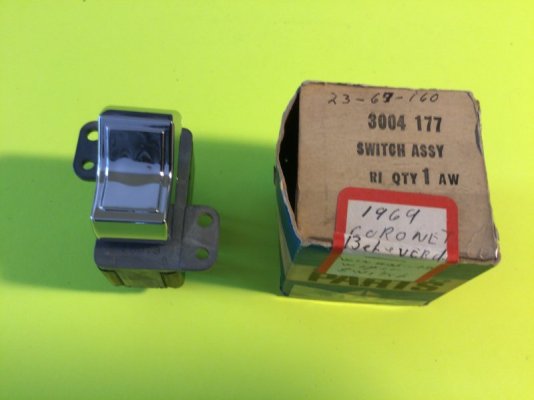 23-67-160
3004 177
SWITCH ASSY
RI QTY 1 AW
1969
CORONET
PARTS